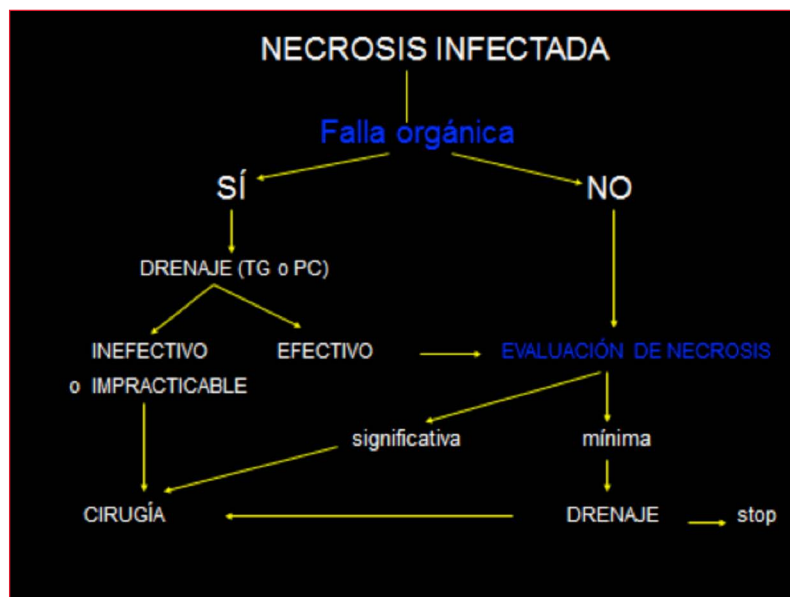 NECROSIS INFECTADA
Falla orgánica
SÍ
NO
DRENAJE (TG o PC)
INEFECTIVO
o IMPRACTICABLE
EFECTIVO
EVALUACIÓN DE NECROSIS
significativa
mínima
CIRUGÍA
DRENAJE
stop